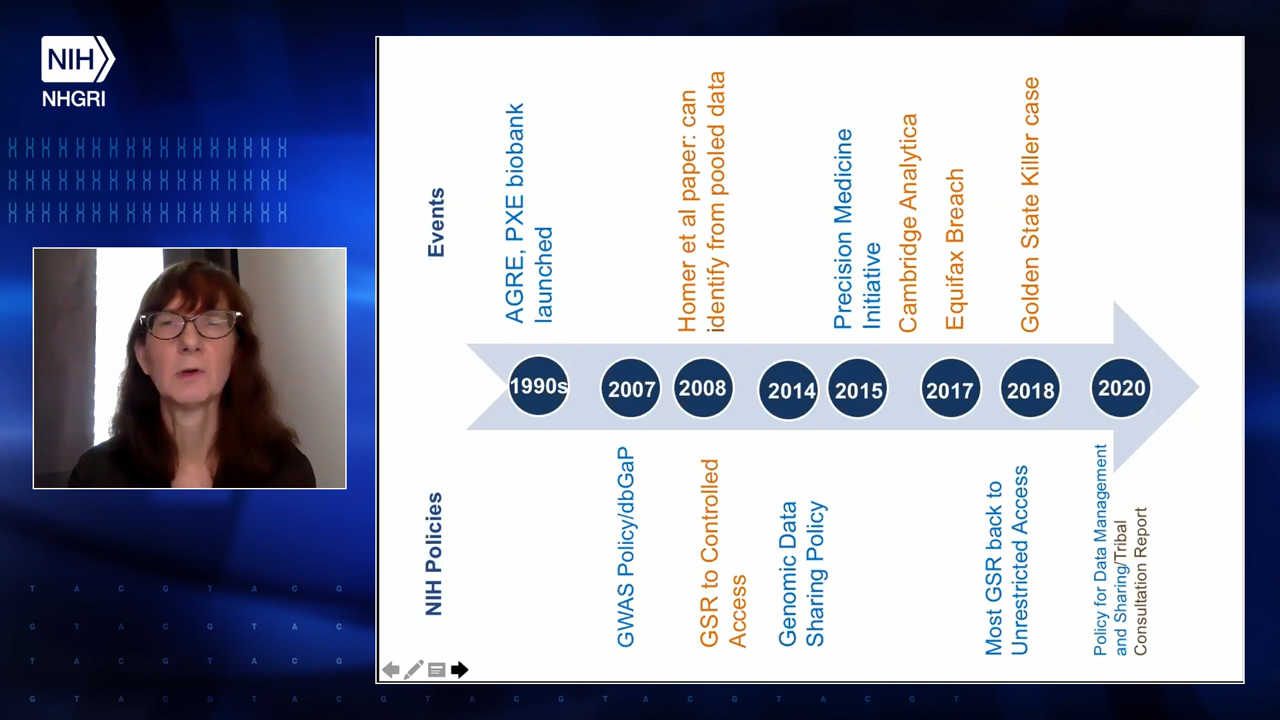 NIH
NHGRI
Events
AGRE, PXE biobank
launched
Homer et al paper: can
identify from pooled data
Precision Medicine
Initiative
Cambridge Analytica
Equifax Breach
Golden State Killer case
1990s
2007
2008
2014
2015
2017
2018
2020
NIH Policies
GWAS Policy/dbGaP
GSR to Controlled
Access
Genomic Data
Sharing Policy
Most GSR back to
Unrestricted Access
Policy for Data Management
and Sharing/Tribal
Consultation Report
T A C G T A C G
G T A C G T A C
T A C G T A C G
G T A C G T A C G T A C G T A C G T A C G T